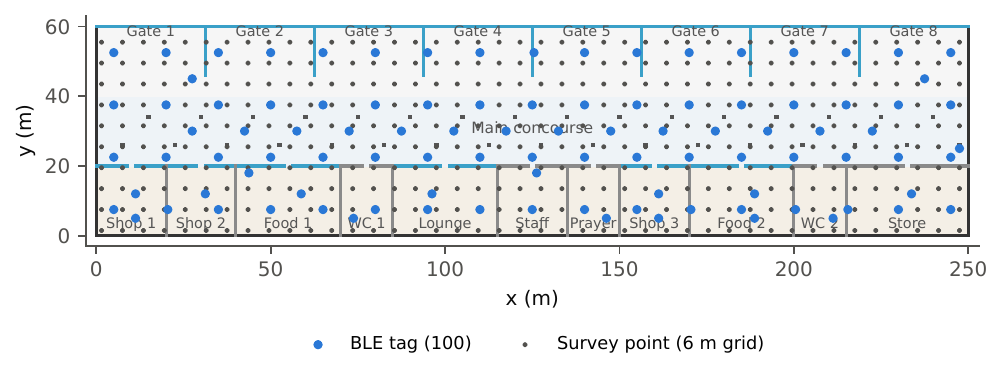 60
Gate 1 Gate 2 Gate 3 Gate 4 Gate 5 Gate 6 Gate 7 Gate 8
40
Main concourse
20
Shop 1 Shop 2 Food 1 WC 1 Lounge Staff Prayer Shop 3 Food 2 WC 2 Store
0
y (m)
0 50 100 150 200 250
x (m)
BLE tag (100) Survey point (6 m grid)